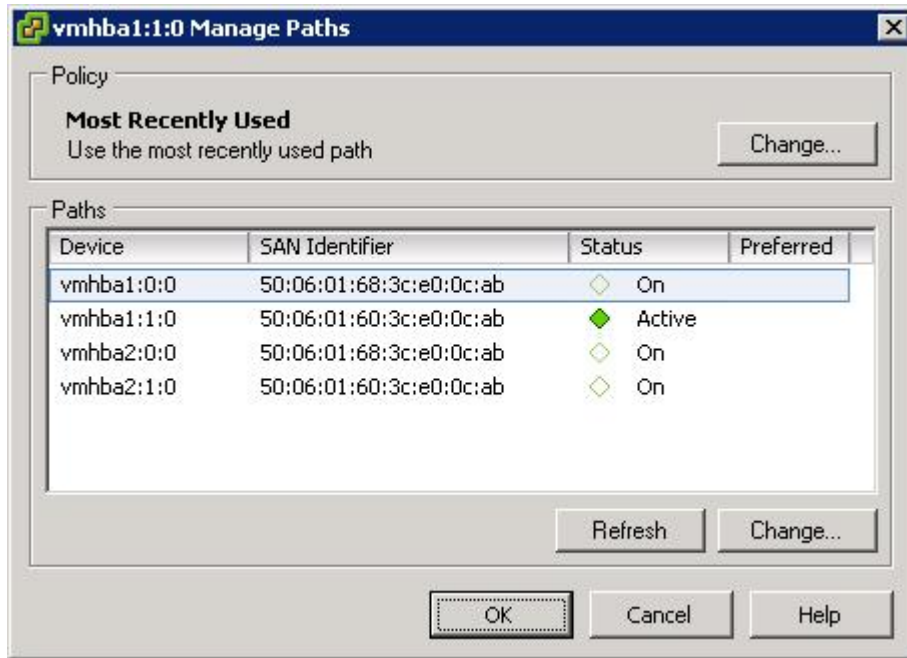 vmhba1:1:0 Manage Paths
Policy
Most Recently Used
Use the most recently used path
Change...
Paths
Device SAN Identifier Status Preferred
vmhba1:0:0 50:06:01:68:3c:e0:0c:ab On
vmhba1:1:0 50:06:01:60:3c:e0:0c:ab Active
vmhba2:0:0 50:06:01:68:3c:e0:0c:ab On
vmhba2:1:0 50:06:01:60:3c:e0:0c:ab On
Refresh Change...
OK Cancel Help